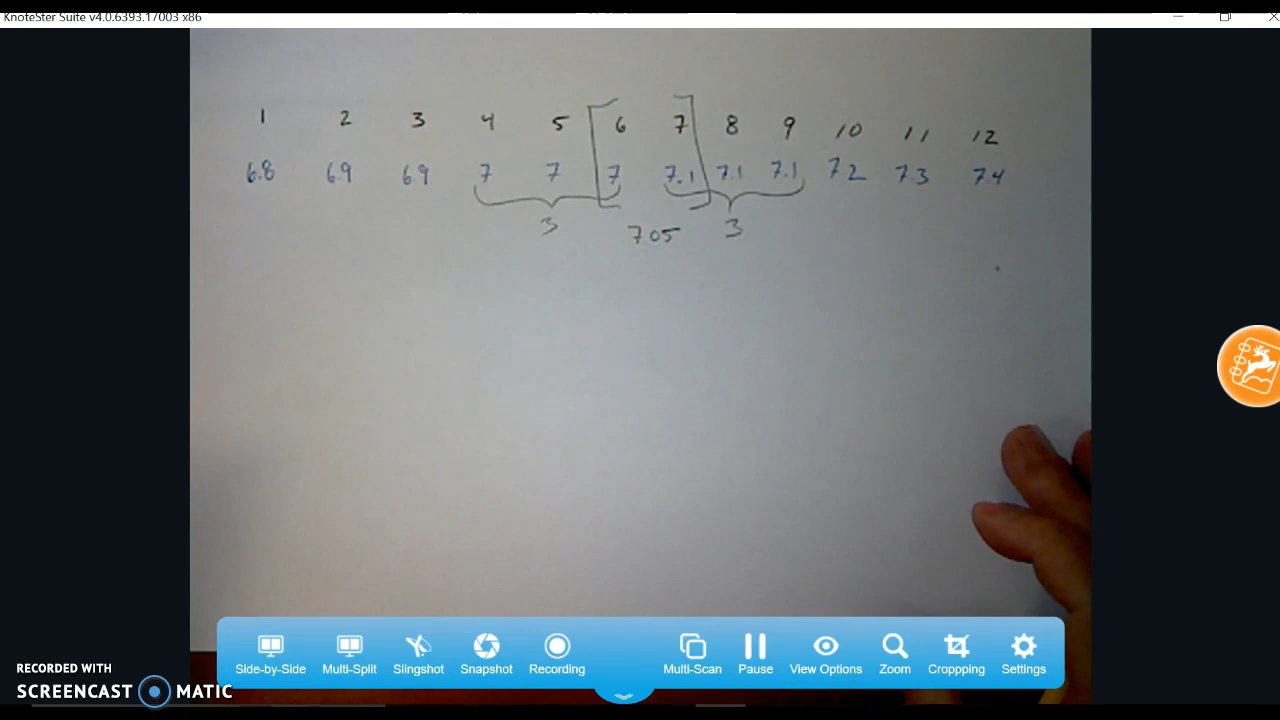 KnoteSter Suite v4.0.6393.17003 x86
1 2 3 4 5 6 7 8 9 10 11 12
6.8 6.9 6.9 7 7 7 7.1 7.1 7.1 7.2 7.3 7.4
3 7.05 3
Side-by-Side Multi-Split Slingshot Snapshot Recording Multi-Scan Pause View Options Zoom Croppping Settings
RECORDED WITH
SCREENCAST MATIC